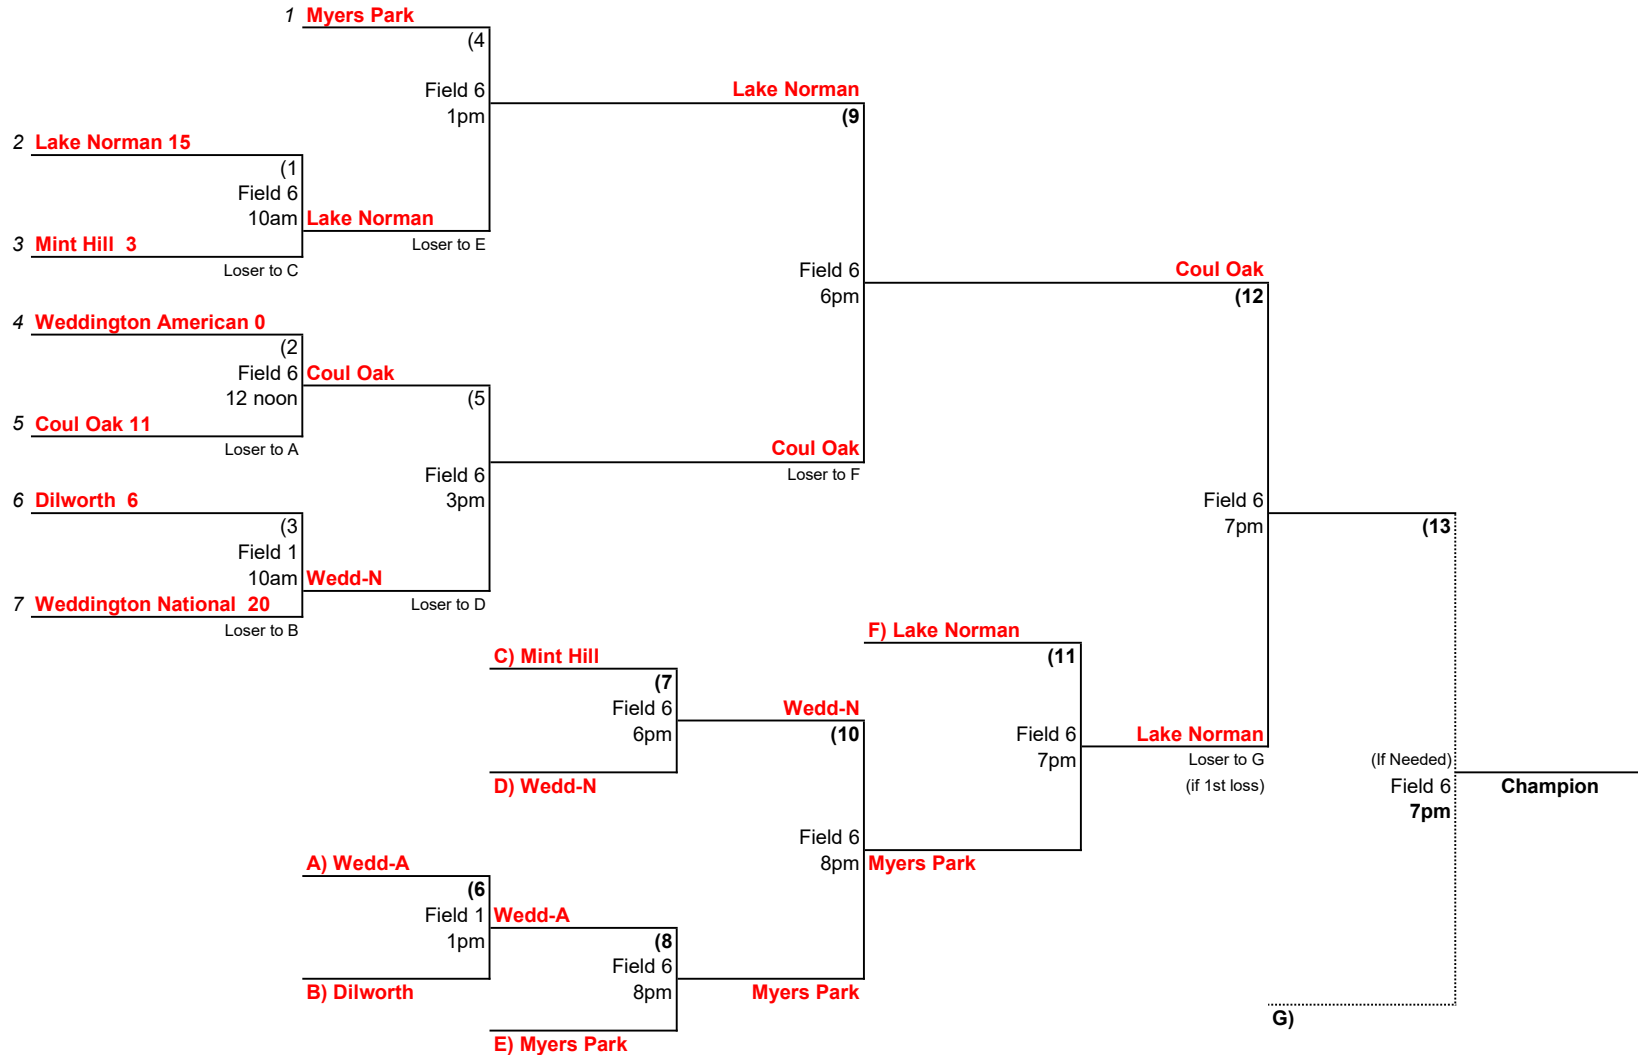 1 Myers Park
(4
Field 6
1pm
Lake Norman
(9
2 Lake Norman 15
(1
Field 6
10am
Lake Norman
Loser to E
3 Mint Hill  3
Loser to C
Field 6
6pm
Coul Oak
(12
4 Weddington American 0
(2
Field 6
12 noon
Coul Oak
(5
5 Coul Oak 11
Loser to A
Coul Oak
Loser to F
Field 6
3pm
6 Dilworth  6
(3
Field 1
10am
Wedd-N
Loser to D
7 Weddington National  20
Loser to B
Field 6
7pm
(13
F) Lake Norman
(11
C) Mint Hill
(7
Field 6
6pm
Wedd-N
(10
D) Wedd-N
Field 6
7pm
Lake Norman
Loser to G
(if 1st loss)
(If Needed)
Field 6
7pm
Champion
Field 6
8pm
Myers Park
A) Wedd-A
(6
Field 1
1pm
Wedd-A
(8
Field 6
8pm
B) Dilworth
Myers Park
E) Myers Park
G)